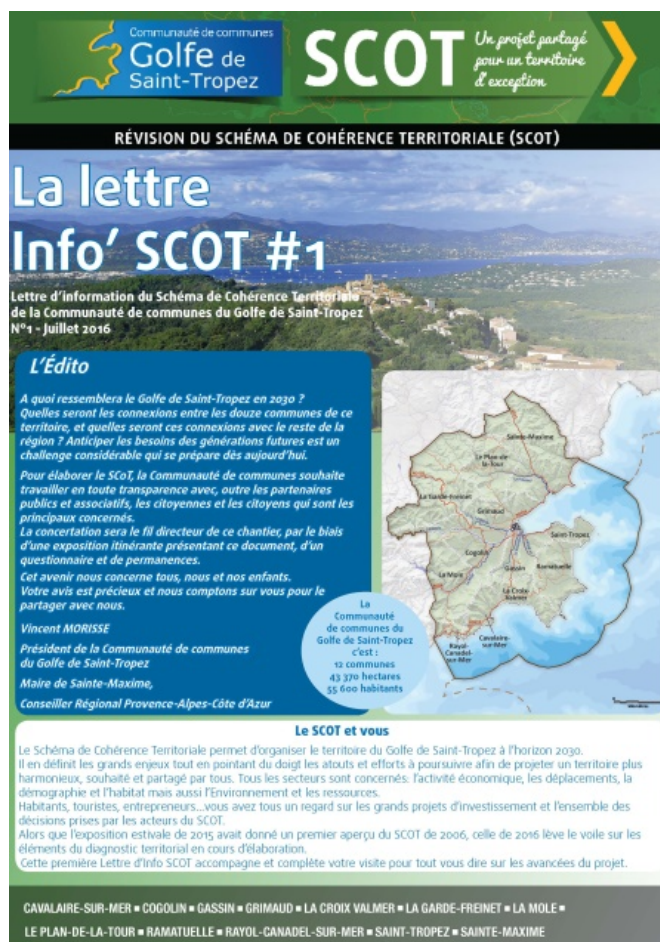 Communauté de communes
Golfe de
Saint-Tropez
SCOT
Un projet partagé
pour un territoire
d'exception
RÉVISION DU SCHÉMA DE COHÉRENCE TERRITORIALE (SCOT)
La lettre
Info' SCOT #1
Lettre d'information du Schéma de Cohérence Territoriale
de la Communauté de communes du Golfe de Saint-Tropez
N°1 - Juillet 2016
L'Édito
A quoi ressemblera le Golfe de Saint-Tropez en 2030 ?
Quelles seront les connexions entre les douze communes de ce
territoire, et quelles seront ces connexions avec le reste de la
région ? Anticiper les besoins des générations futures est un
challenge considérable qui se prépare dès aujourd'hui.
Pour élaborer le SCoT, la Communauté de communes souhaite
travailler en toute transparence avec, outre les partenaires
publics et associatifs, les citoyennes et les citoyens qui sont les
principaux concernés.
La concertation sera le fil directeur de ce chantier, par le biais
d'une exposition itinérante présentant ce document, d'un
questionnaire et de permanences.
Cet avenir nous concerne tous, nous et nos enfants.
Votre avis est précieux et nous comptons sur vous pour le
partager avec nous.
Vincent MORISSE
Président de la Communauté de communes
du Golfe de Saint-Tropez
Maire de Sainte-Maxime,
Conseiller Régional Provence-Alpes-Côte d'Azur
Sainte-Maxime
Le Plan-de-
la-Tour
La Garde-Freinet
Grimaud
Saint-Tropez
Cogolin
Gassin
Ramatuelle
La Mole
La Croix
Valmer
Cavalaire-
sur-Mer
Rayol-
Canadel-
sur-Mer
La
Communauté
de communes du
Golfe de Saint-Tropez
c'est :
12 communes
43 370 hectares
55 600 habitants
Le SCOT et vous
Le Schéma de Cohérence Territoriale permet d'organiser le territoire du Golfe de Saint-Tropez à l'horizon 2030.
Il en définit les grands enjeux tout en pointant du doigt les atouts et efforts à poursuivre afin de projeter un territoire plus
harmonieux, souhaité et partagé par tous. Tous les secteurs sont concernés: l'activité économique, les déplacements, la
démographie et l'habitat mais aussi l'Environnement et les ressources.
Habitants, touristes, entrepreneurs...vous avez tous un regard sur les grands projets d'investissement et l'ensemble des
décisions prises par les acteurs du SCOT.
Alors que l'exposition estivale de 2015 avait donné un premier aperçu du SCOT de 2006, celle de 2016 lève le voile sur les
éléments du diagnostic territorial en cours d'élaboration.
Cette première Lettre d'Info SCOT accompagne et complète votre visite pour tout vous dire sur les avancées du projet.
CAVALAIRE-SUR-MER ▪ COGOLIN ▪ GASSIN ▪ GRIMAUD ▪ LA CROIX VALMER ▪ LA GARDE-FREINET ▪ LA MOLE ▪
LE PLAN-DE-LA-TOUR ▪ RAMATUELLE ▪ RAYOL-CANADEL-SUR-MER ▪ SAINT-TROPEZ ▪ SAINTE-MAXIME